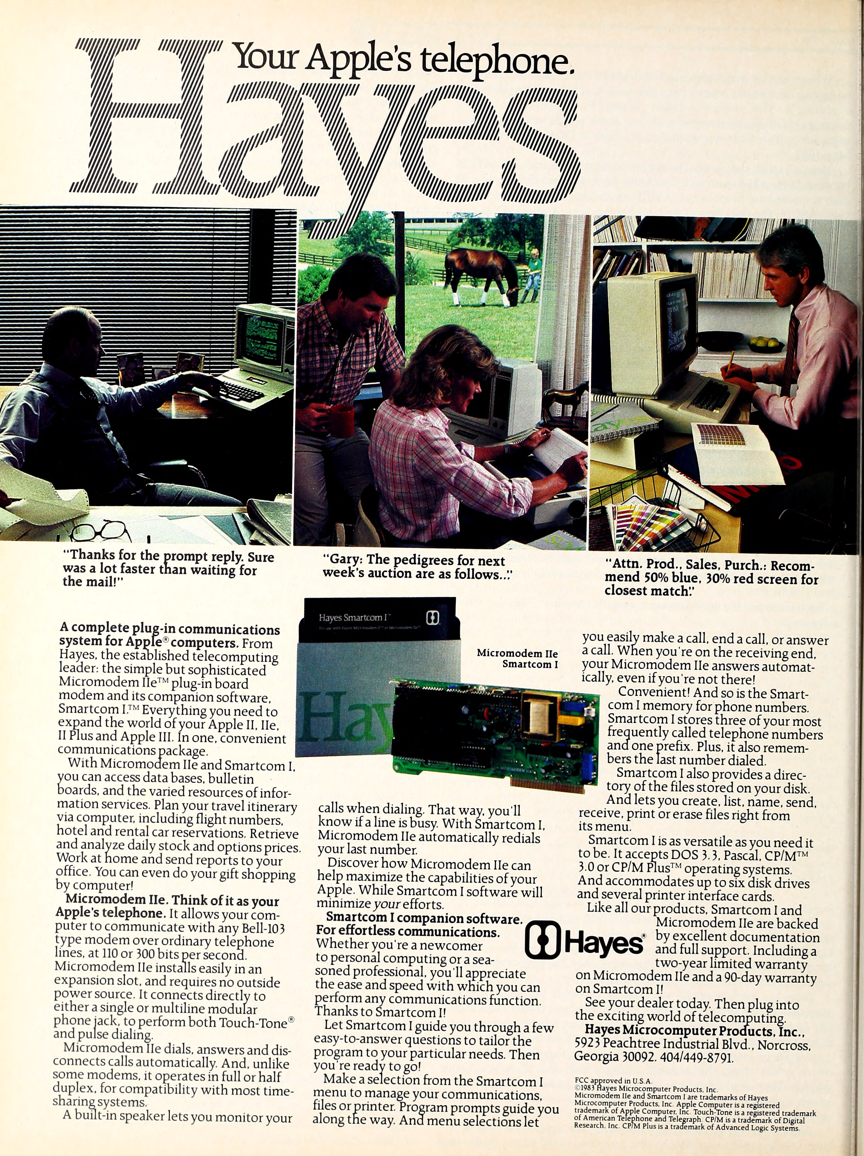 Your Apple's telephone.
Hayes
"Thanks for the prompt reply. Sure
was a lot faster than waiting for
the mail!"
"Gary: The pedigrees for next
week's auction are as follows..."
"Attn. Prod., Sales, Purch.: Recom-
mend 50% blue, 30% red screen for
closest match."
A complete plug-in communications
system for Apple® computers. From
Hayes, the established telecomputing
leader: the simple but sophisticated
Micromodem IIe™ plug-in board
modem and its companion software,
Smartcom I.™ Everything you need to
expand the world of your Apple II, IIe,
II Plus and Apple III. In one, convenient
communications package.
With Micromodem IIe and Smartcom I,
you can access data bases, bulletin
boards, and the varied resources of infor-
mation services. Plan your travel itinerary
via computer, including flight numbers,
hotel and rental car reservations. Retrieve
and analyze daily stock and options prices.
Work at home and send reports to your
office. You can even do your gift shopping
by computer!
Micromodem IIe. Think of it as your
Apple's telephone. It allows your com-
puter to communicate with any Bell-103
type modem over ordinary telephone
lines, at 110 or 300 bits per second.
Micromodem IIe installs easily in an
expansion slot, and requires no outside
power source. It connects directly to
either a single or multiline modular
phone jack, to perform both Touch-Tone®
and pulse dialing.
Micromodem IIe dials, answers and dis-
connects calls automatically. And, unlike
some modems, it operates in full or half
duplex, for compatibility with most time-
sharing systems.
A built-in speaker lets you monitor your
Hayes Smartcom I™
Hay
Micromodem IIe
Smartcom I
calls when dialing. That way, you'll
know if a line is busy. With Smartcom I,
Micromodem IIe automatically redials
your last number.
Discover how Micromodem IIe can
help maximize the capabilities of your
Apple. While Smartcom I software will
minimize your efforts.
Smartcom I companion software.
For effortless communications.
Whether you're a newcomer
to personal computing or a sea-
soned professional, you'll appreciate
the ease and speed with which you can
perform any communications function.
Thanks to Smartcom I!
Let Smartcom I guide you through a few
easy-to-answer questions to tailor the
program to your particular needs. Then
you're ready to go!
Make a selection from the Smartcom I
menu to manage your communications,
files or printer. Program prompts guide you
along the way. And menu selections let
you easily make a call, end a call, or answer
a call. When you're on the receiving end,
your Micromodem IIe answers automat-
ically, even if you're not there!
Convenient! And so is the Smart-
com I memory for phone numbers.
Smartcom I stores three of your most
frequently called telephone numbers
and one prefix. Plus, it also remem-
bers the last number dialed.
Smartcom I also provides a direc-
tory of the files stored on your disk.
And lets you create, list, name, send,
receive, print or erase files right from
its menu.
Smartcom I is as versatile as you need it
to be. It accepts DOS 3.3, Pascal, CP/M™
3.0 or CP/M Plus™ operating systems.
And accommodates up to six disk drives
and several printer interface cards.
Like all our products, Smartcom I and
Micromodem IIe are backed
by excellent documentation
and full support. Including a
two-year limited warranty
on Micromodem IIe and a 90-day warranty
on Smartcom I!
See your dealer today. Then plug into
the exciting world of telecomputing.
Hayes Microcomputer Products, Inc.,
5923 Peachtree Industrial Blvd., Norcross,
Georgia 30092. 404/449-8791.
Hayes®
FCC approved in U.S.A.
©1983 Hayes Microcomputer Products, Inc.
Micromodem IIe and Smartcom I are trademarks of Hayes
Microcomputer Products, Inc. Apple Computer is a registered
trademark of Apple Computer, Inc. Touch-Tone is a registered trademark
of American Telephone and Telegraph. CP/M is a trademark of Digital
Research, Inc. CP/M Plus is a trademark of Advanced Logic Systems.